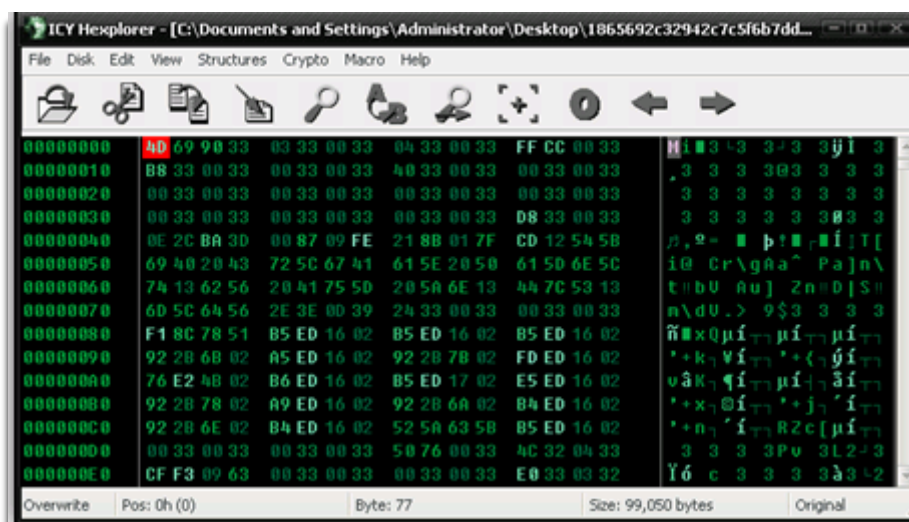 ICY Hexplorer - [C:\Documents and Settings\Administrator\Desktop\1865692c32942c7c5f6b7dd...
File Disk Edit View Structures Crypto Macro Help
00000000 4D 69 90 33 03 33 00 33 04 33 00 33 FF CC 00 33
00000010 B8 33 00 33 00 33 00 33 40 33 00 33 00 33 00 33
00000020 00 33 00 33 00 33 00 33 00 33 00 33 00 33 00 33
00000030 00 33 00 33 00 33 00 33 00 33 00 33 D8 33 00 33
00000040 0E 2C BA 3D 00 87 09 FE 21 8B 01 7F CD 12 54 5B
00000050 69 40 20 43 72 5C 67 41 61 5E 20 50 61 5D 6E 5C
00000060 74 13 62 56 20 41 75 5D 20 5A 6E 13 44 7C 53 13
00000070 6D 5C 64 56 2E 3E 0D 39 24 33 00 33 00 33 00 33
00000080 F1 8C 78 51 B5 ED 16 02 B5 ED 16 02 B5 ED 16 02
00000090 92 2B 6B 02 A5 ED 16 02 92 2B 7B 02 FD ED 16 02
000000A0 76 E2 4B 02 B6 ED 16 02 B5 ED 17 02 E5 ED 16 02
000000B0 92 2B 78 02 A9 ED 16 02 92 2B 6A 02 B4 ED 16 02
000000C0 92 2B 6E 02 B4 ED 16 02 52 5A 63 5B B5 ED 16 02
000000D0 00 33 00 33 00 33 00 33 50 76 00 33 4C 32 04 33
000000E0 CF F3 09 63 00 33 00 33 00 33 00 33 E0 33 03 32
Overwrite Pos: 0h (0) Byte: 77 Size: 99,050 bytes Original